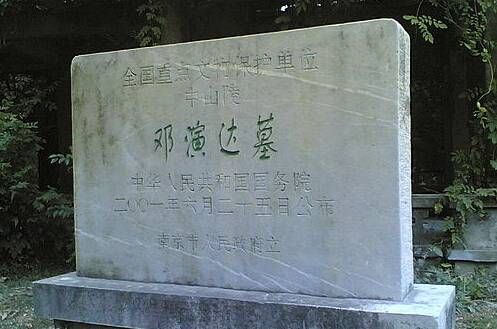 全国重点文物保护单位
中山陵
邓演达墓
中华人民共和国国务院
二〇〇一年六月二十五日公布
南京市人民政府立